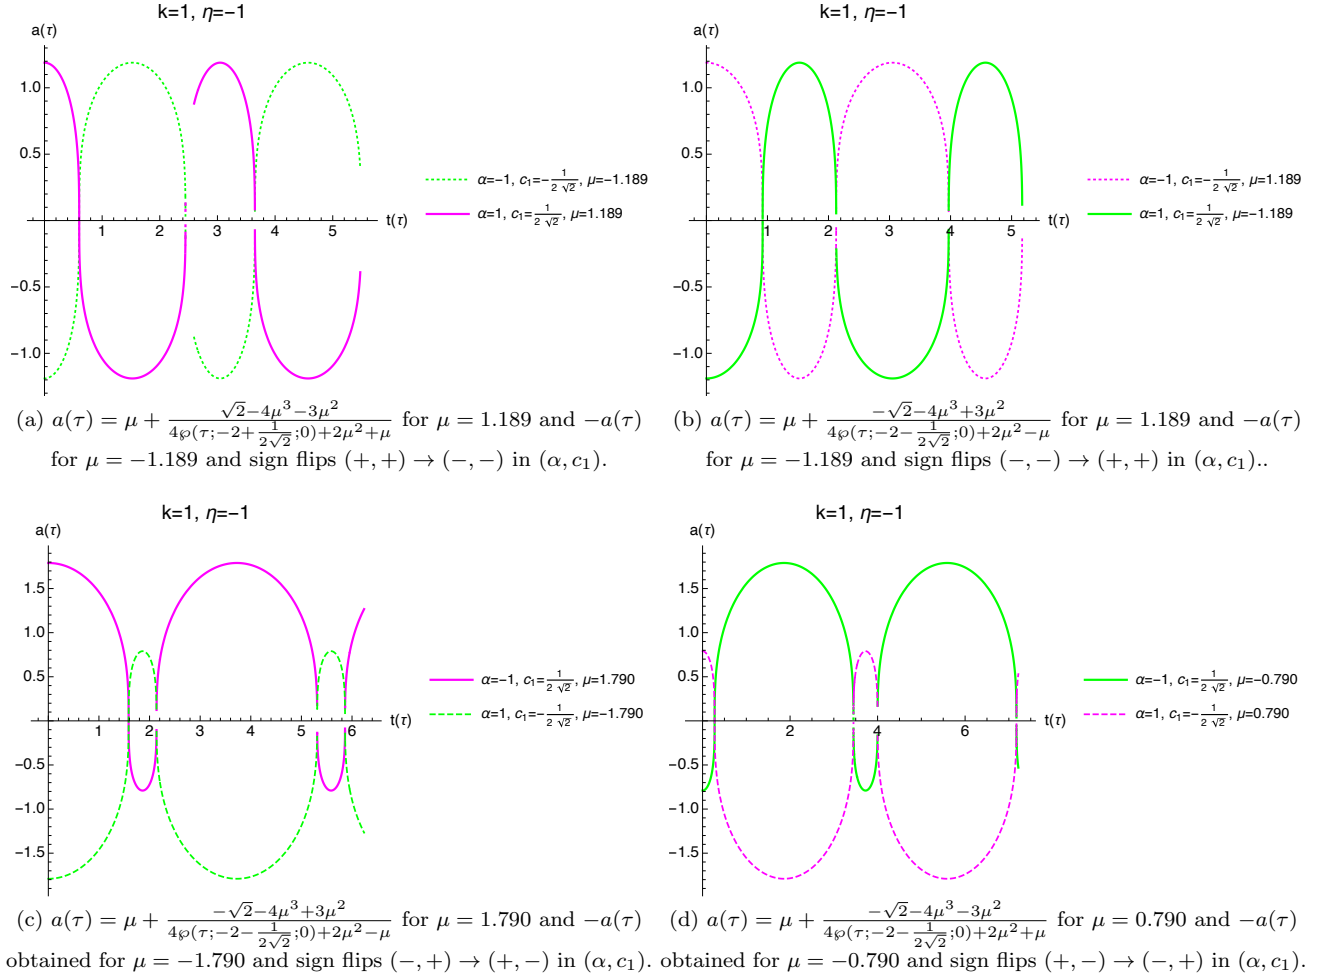 k=1, η=−1
a(τ)
1.0
0.5
−0.5
−1.0
1 2 3 4 5
t(τ)
α=−1, c₁=−1/(2√2), μ=−1.189
α=1, c₁=1/(2√2), μ=1.189
(a) a(τ) = μ + (√2−4μ³−3μ²)/(4℘(τ;−2+1/(2√2);0)+2μ²+μ) for μ = 1.189 and −a(τ)
for μ = −1.189 and sign flips (+, +) → (−, −) in (α, c₁).
k=1, η=−1
a(τ)
1.0
0.5
−0.5
−1.0
1 2 3 4 5
t(τ)
α=−1, c₁=−1/(2√2), μ=1.189
α=1, c₁=1/(2√2), μ=−1.189
(b) a(τ) = μ + (−√2−4μ³+3μ²)/(4℘(τ;−2−1/(2√2);0)+2μ²−μ) for μ = 1.189 and −a(τ)
for μ = −1.189 and sign flips (−, −) → (+, +) in (α, c₁)..
k=1, η=−1
a(τ)
1.5
1.0
0.5
−0.5
−1.0
−1.5
1 2 3 4 5 6
t(τ)
α=−1, c₁=1/(2√2), μ=1.790
α=1, c₁=−1/(2√2), μ=−1.790
(c) a(τ) = μ + (−√2−4μ³+3μ²)/(4℘(τ;−2−1/(2√2);0)+2μ²−μ) for μ = 1.790 and −a(τ)
obtained for μ = −1.790 and sign flips (−, +) → (+, −) in (α, c₁).
k=1, η=−1
a(τ)
1.5
1.0
0.5
−0.5
−1.0
−1.5
2 4 6
t(τ)
α=−1, c₁=1/(2√2), μ=−0.790
α=1, c₁=−1/(2√2), μ=0.790
(d) a(τ) = μ + (−√2−4μ³−3μ²)/(4℘(τ;−2−1/(2√2);0)+2μ²+μ) for μ = 0.790 and −a(τ)
obtained for μ = −0.790 and sign flips (+, −) → (−, +) in (α, c₁).